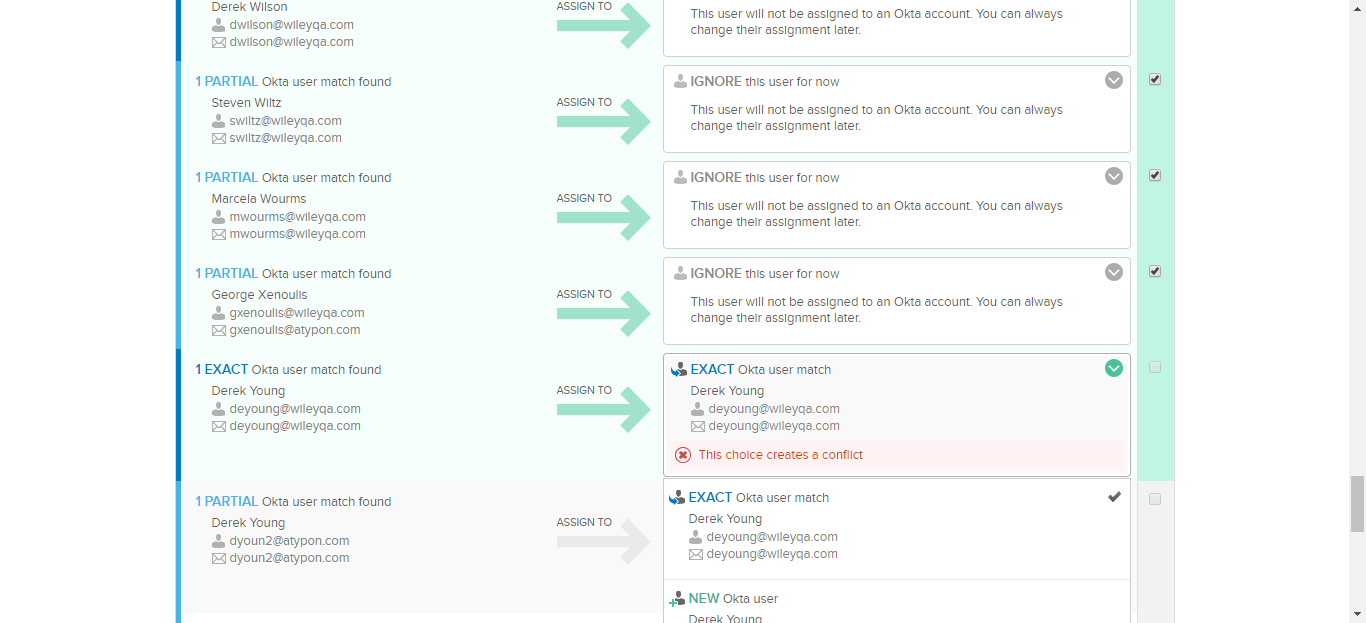 Derek Wilson
dwilson@wileyqa.com
dwilson@wileyqa.com
ASSIGN TO
This user will not be assigned to an Okta account. You can always
change their assignment later.
1 PARTIAL Okta user match found
Steven Wiltz
swiltz@wileyqa.com
swiltz@wileyqa.com
ASSIGN TO
IGNORE this user for now
This user will not be assigned to an Okta account. You can always
change their assignment later.
1 PARTIAL Okta user match found
Marcela Wourms
mwourms@wileyqa.com
mwourms@wileyqa.com
ASSIGN TO
IGNORE this user for now
This user will not be assigned to an Okta account. You can always
change their assignment later.
1 PARTIAL Okta user match found
George Xenoulis
gxenoulis@wileyqa.com
gxenoulis@atypon.com
ASSIGN TO
IGNORE this user for now
This user will not be assigned to an Okta account. You can always
change their assignment later.
1 EXACT Okta user match found
Derek Young
deyoung@wileyqa.com
deyoung@wileyqa.com
ASSIGN TO
EXACT Okta user match
Derek Young
deyoung@wileyqa.com
deyoung@wileyqa.com
This choice creates a conflict
1 PARTIAL Okta user match found
Derek Young
dyoun2@atypon.com
dyoun2@atypon.com
ASSIGN TO
EXACT Okta user match
Derek Young
deyoung@wileyqa.com
deyoung@wileyqa.com
NEW Okta user
Derek Young